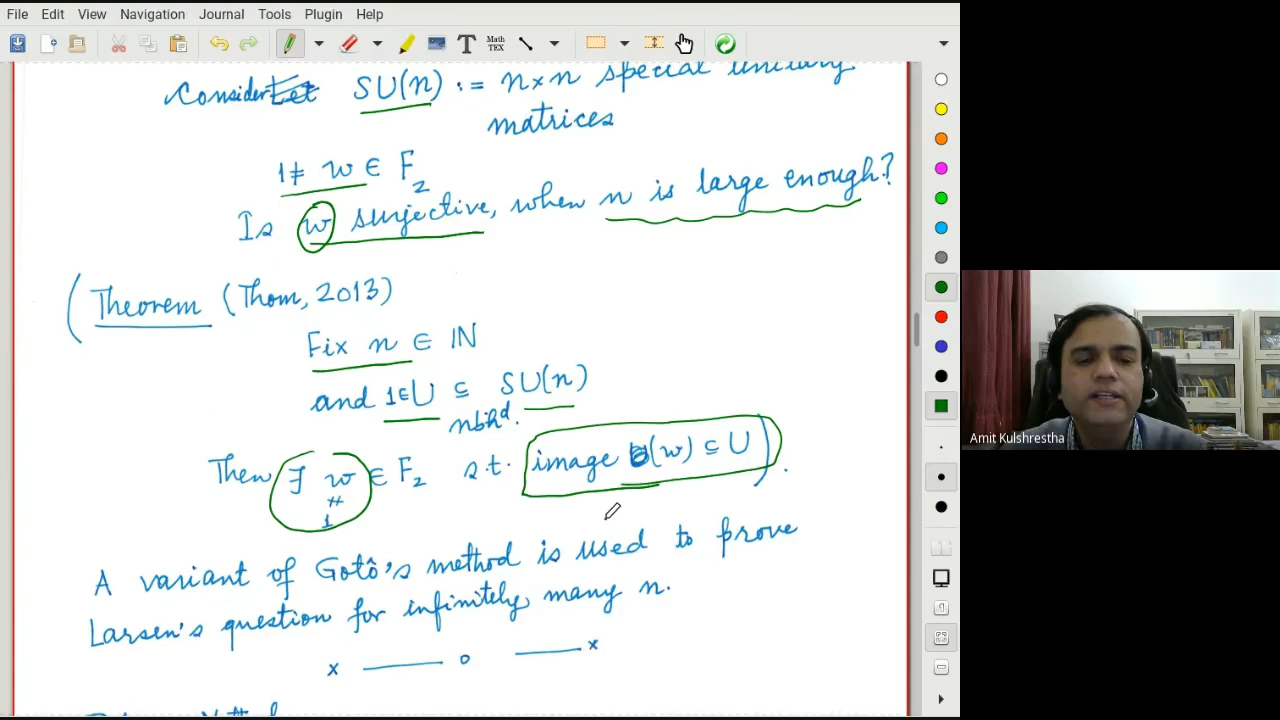 File Edit View Navigation Journal Tools Plugin Help
Math
TEX
Consider SU(n) := n×n special unitary
matrices
1 ≠ w ∈ F₂
Is w surjective, when n is large enough?
(Theorem (Thom, 2013)
Fix n ∈ ℕ
and 1∈U ⊆ SU(n)
nbhd.
Then ∃ w ∈ F₂ s.t. image (w) ⊆ U).
≠
1
A variant of Gotô's method is used to prove
Larsen's question for infinitely many n.
x — o — x
Amit Kulshrestha